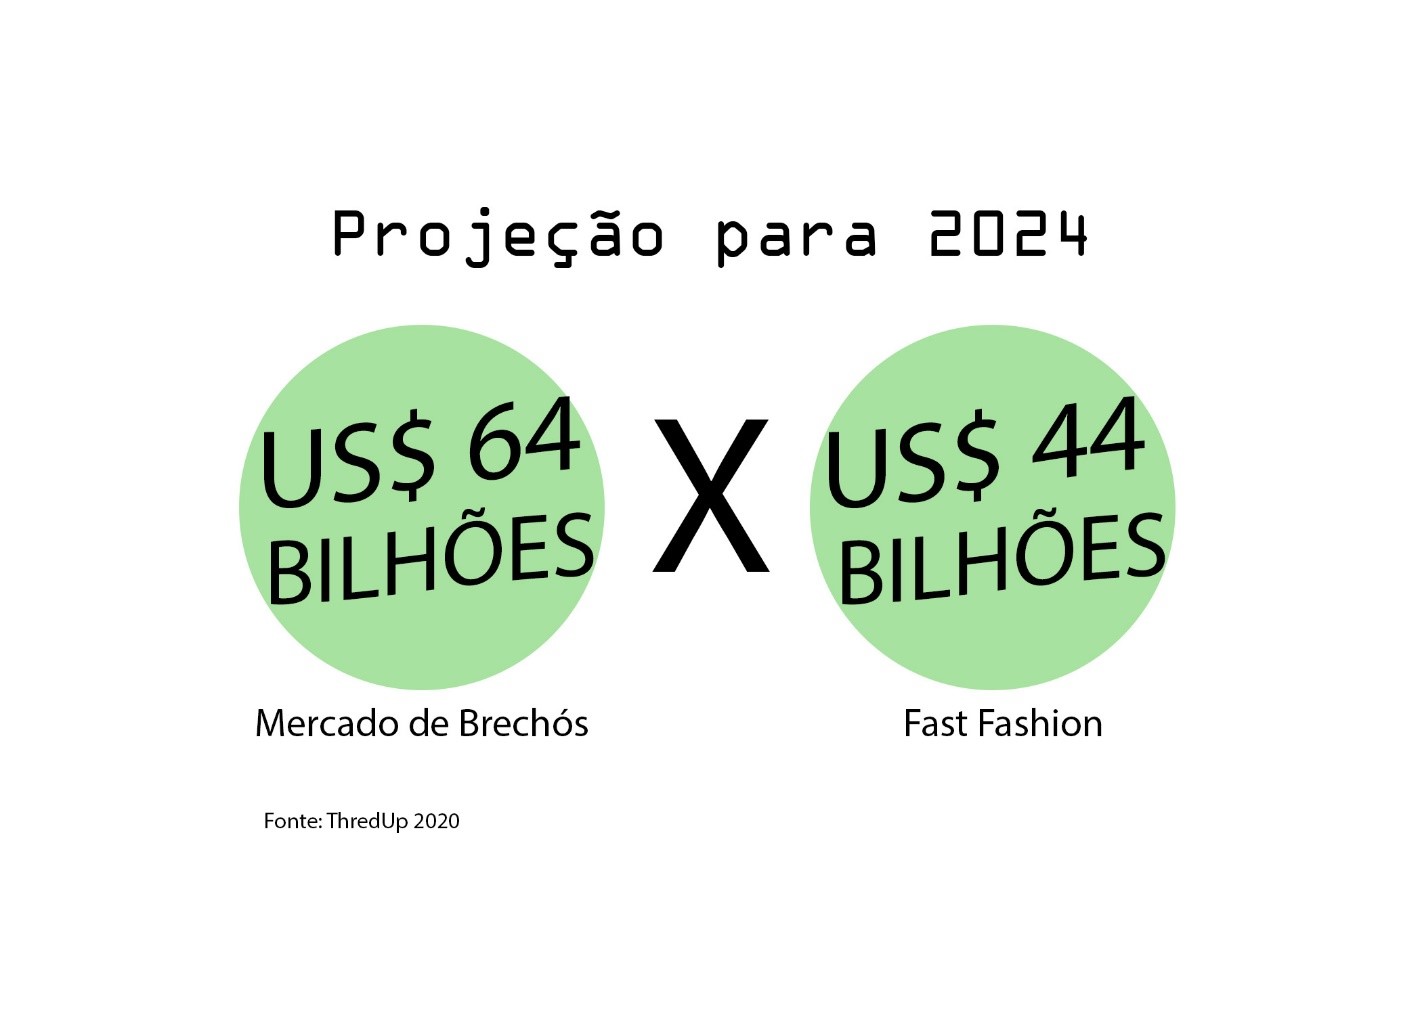 Projeção para 2024
US$ 64
BILHÕES
X
US$ 44
BILHÕES
Mercado de Brechós
Fast Fashion
Fonte: ThredUp 2020